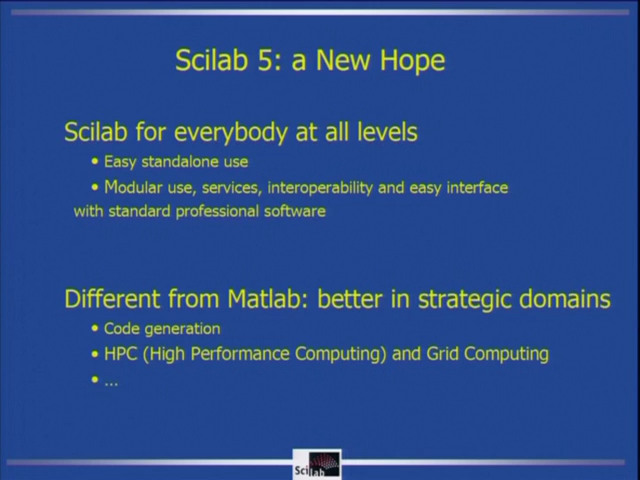 Scilab 5: a New Hope
Scilab for everybody at all levels
• Easy standalone use
• Modular use, services, interoperability and easy interface
with standard professional software
Different from Matlab: better in strategic domains
• Code generation
• HPC (High Performance Computing) and Grid Computing
• ...
Scilab